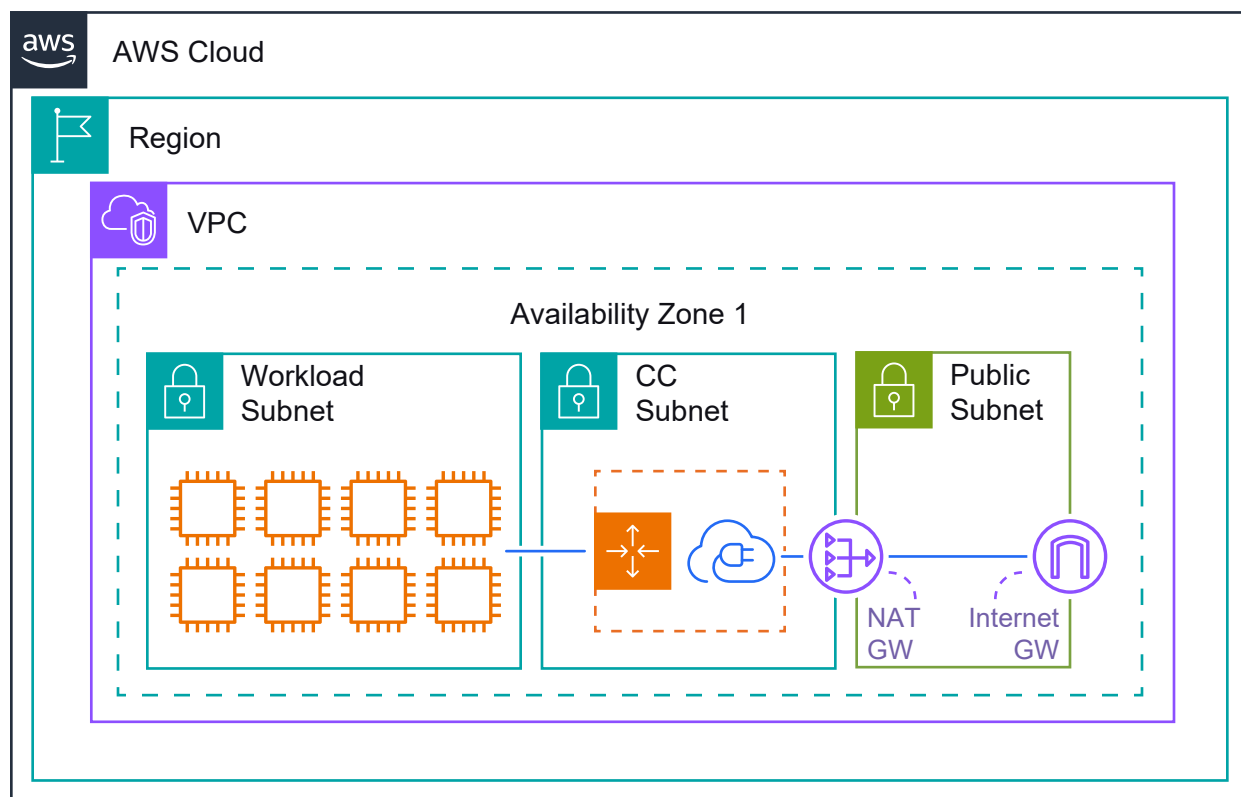 aws
AWS Cloud
Region
VPC
Availability Zone 1
Workload
Subnet
CC
Subnet
Public
Subnet
NAT
GW
Internet
GW